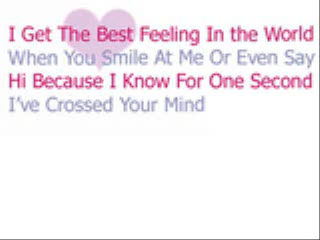 I Get The Best Feeling In the World
When You Smile At Me Or Even Say
Hi Because I Know For One Second
I've Crossed Your Mind